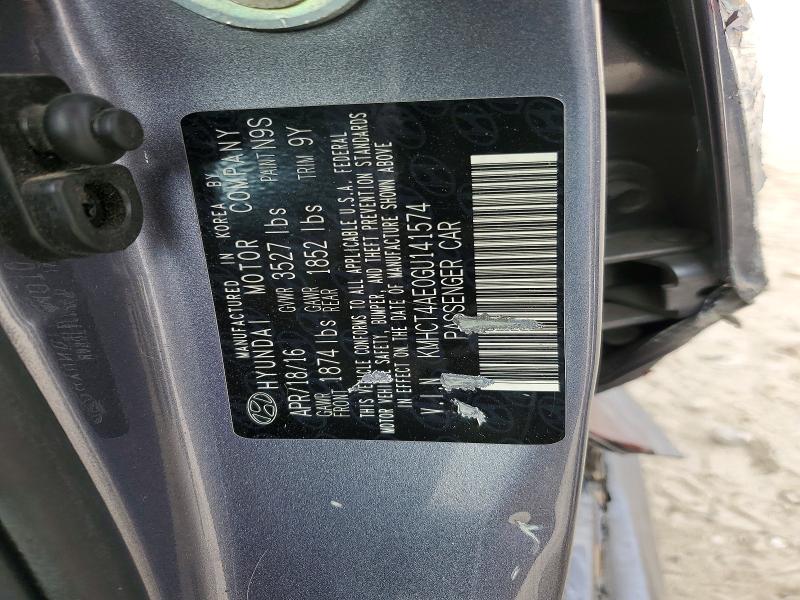 MANUFACTURED IN KOREA BY
HYUNDAI MOTOR COMPANY
APR/18/16 GVWR 3527 lbs PAINT N9S
GAWR FRONT 1874 lbs GAWR REAR 1852 lbs TRIM 9Y
THIS VEHICLE CONFORMS TO ALL APPLICABLE U.S.A. FEDERAL
MOTOR VEHICLE SAFETY, BUMPER, AND THEFT PREVENTION STANDARDS
IN EFFECT ON THE DATE OF MANUFACTURE SHOWN ABOVE
VIN KMHCT4AE0GU141574
PASSENGER CAR